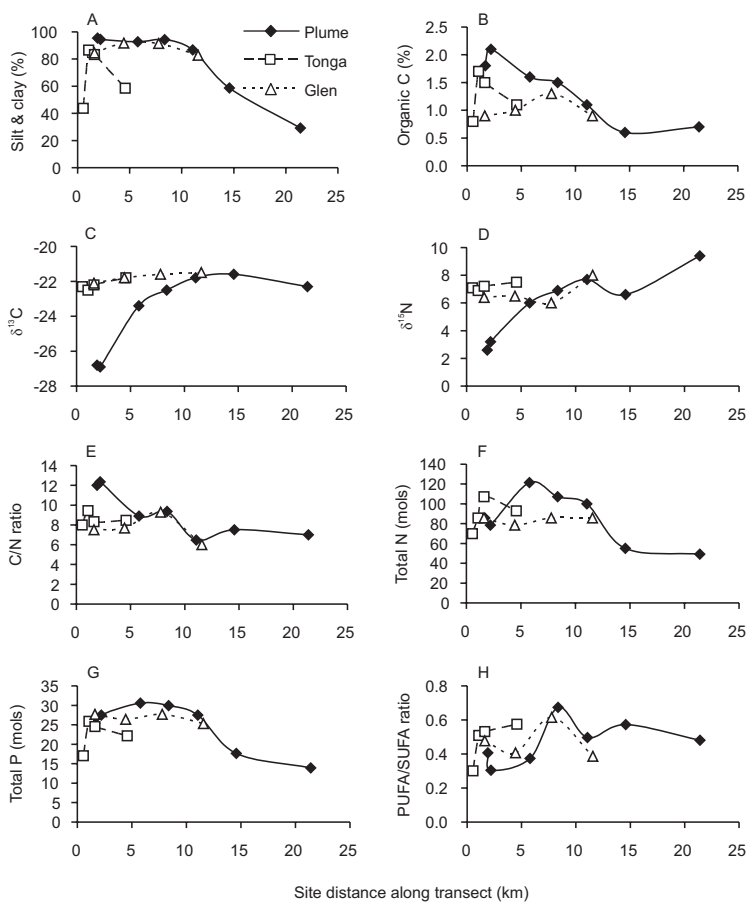 A
Plume
Tonga
Glen
Silt & clay (%)
100
80
60
40
20
0
0 5 10 15 20 25
B
Organic C (%)
2.5
2.0
1.5
1.0
0.5
0.0
0 5 10 15 20 25
C
δ¹³C
-20
-22
-24
-26
-28
0 5 10 15 20 25
D
δ¹⁵N
10
8
6
4
2
0
0 5 10 15 20 25
E
C/N ratio
14
12
10
8
6
4
2
0
0 5 10 15 20 25
F
Total N (mols)
140
120
100
80
60
40
20
0
0 5 10 15 20 25
G
Total P (mols)
35
30
25
20
15
10
5
0
0 5 10 15 20 25
H
PUFA/SUFA ratio
0.8
0.6
0.4
0.2
0.0
0 5 10 15 20 25
Site distance along transect (km)